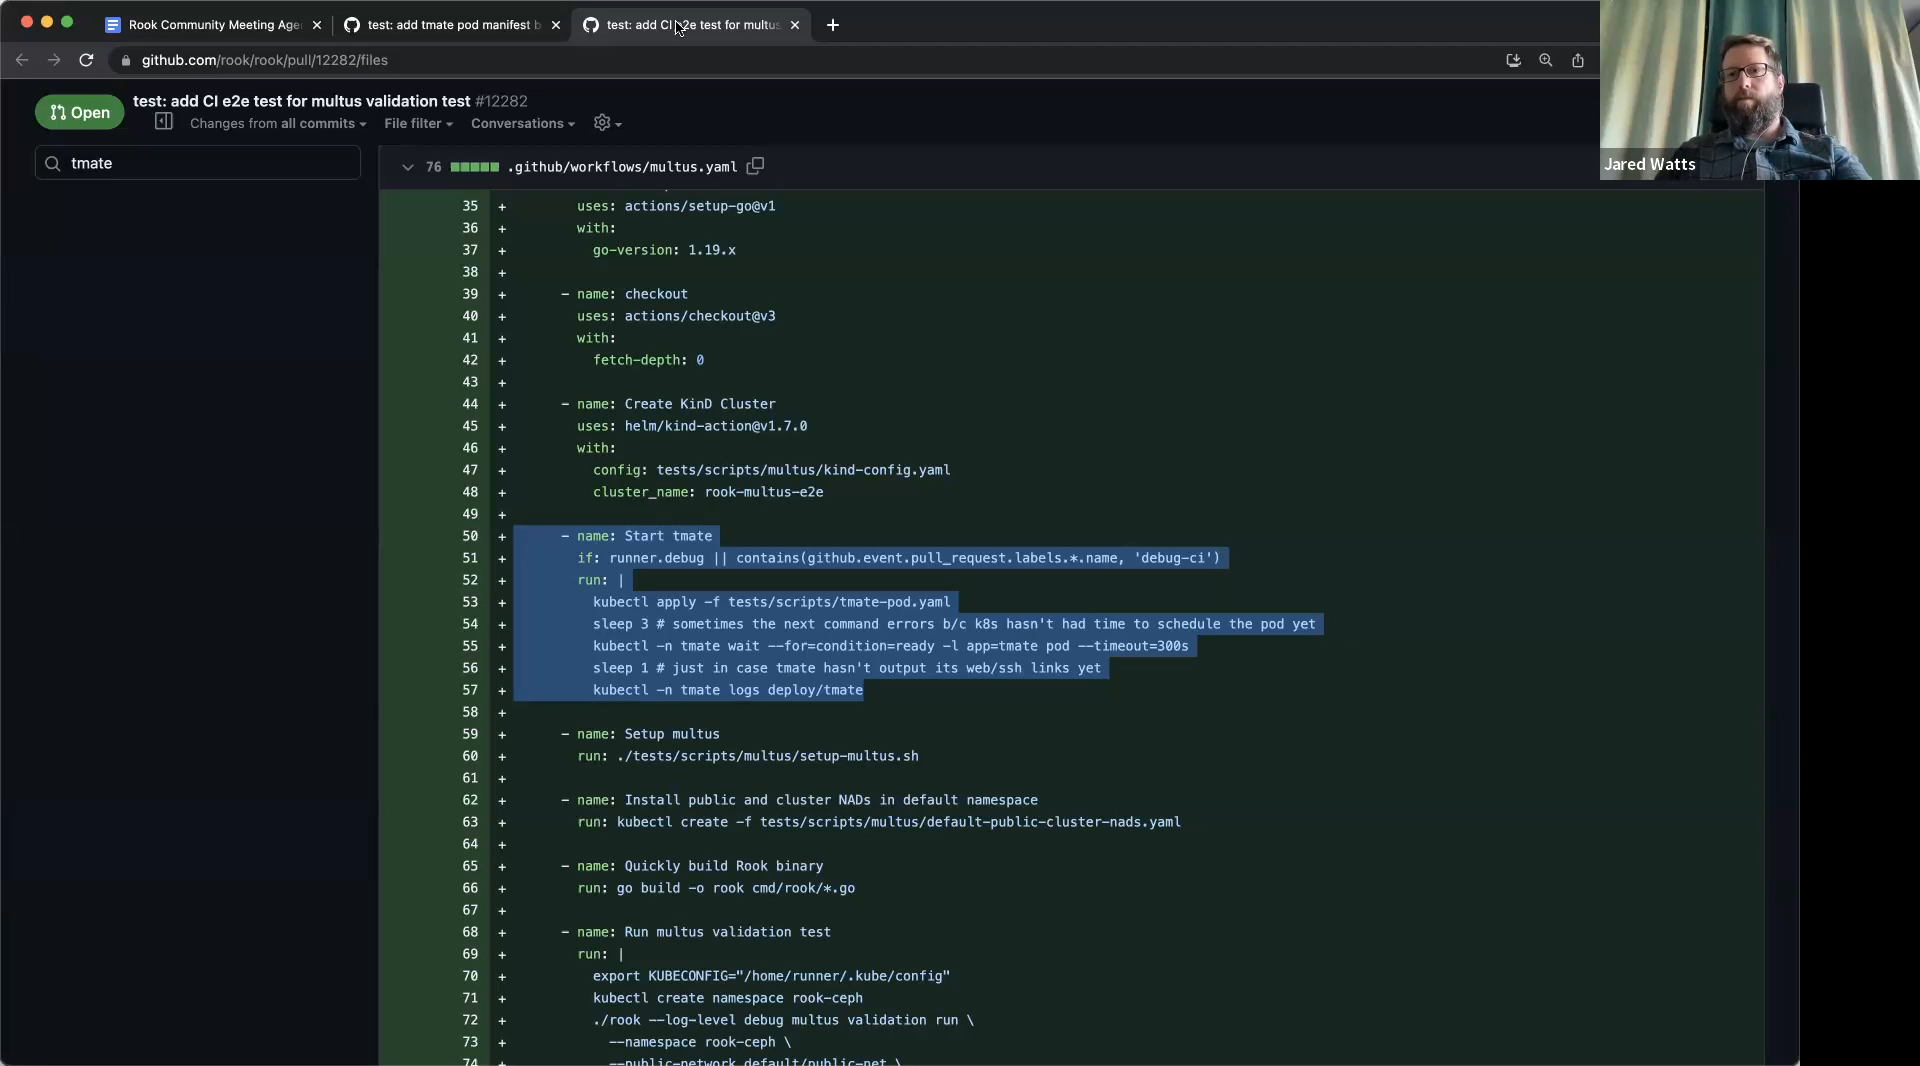 Rook Community Meeting Age
test: add tmate pod manifest b
test: add CI e2e test for multus
github.com/rook/rook/pull/12282/files
Open
test: add CI e2e test for multus validation test #12282
Changes from all commits
File filter
Conversations
Jared Watts
tmate
76 .github/workflows/multus.yaml
35 + uses: actions/setup-go@v1
36 + with:
37 + go-version: 1.19.x
38 +
39 + - name: checkout
40 + uses: actions/checkout@v3
41 + with:
42 + fetch-depth: 0
43 +
44 + - name: Create KinD Cluster
45 + uses: helm/kind-action@v1.7.0
46 + with:
47 + config: tests/scripts/multus/kind-config.yaml
48 + cluster_name: rook-multus-e2e
49 +
50 + - name: Start tmate
51 + if: runner.debug || contains(github.event.pull_request.labels.*.name, 'debug-ci')
52 + run: |
53 + kubectl apply -f tests/scripts/tmate-pod.yaml
54 + sleep 3 # sometimes the next command errors b/c k8s hasn't had time to schedule the pod yet
55 + kubectl -n tmate wait --for=condition=ready -l app=tmate pod --timeout=300s
56 + sleep 1 # just in case tmate hasn't output its web/ssh links yet
57 + kubectl -n tmate logs deploy/tmate
58 +
59 + - name: Setup multus
60 + run: ./tests/scripts/multus/setup-multus.sh
61 +
62 + - name: Install public and cluster NADs in default namespace
63 + run: kubectl create -f tests/scripts/multus/default-public-cluster-nads.yaml
64 +
65 + - name: Quickly build Rook binary
66 + run: go build -o rook cmd/rook/*.go
67 +
68 + - name: Run multus validation test
69 + run: |
70 + export KUBECONFIG="/home/runner/.kube/config"
71 + kubectl create namespace rook-ceph
72 + ./rook --log-level debug multus validation run \
73 + --namespace rook-ceph \
74 + --public-network default/public-net \